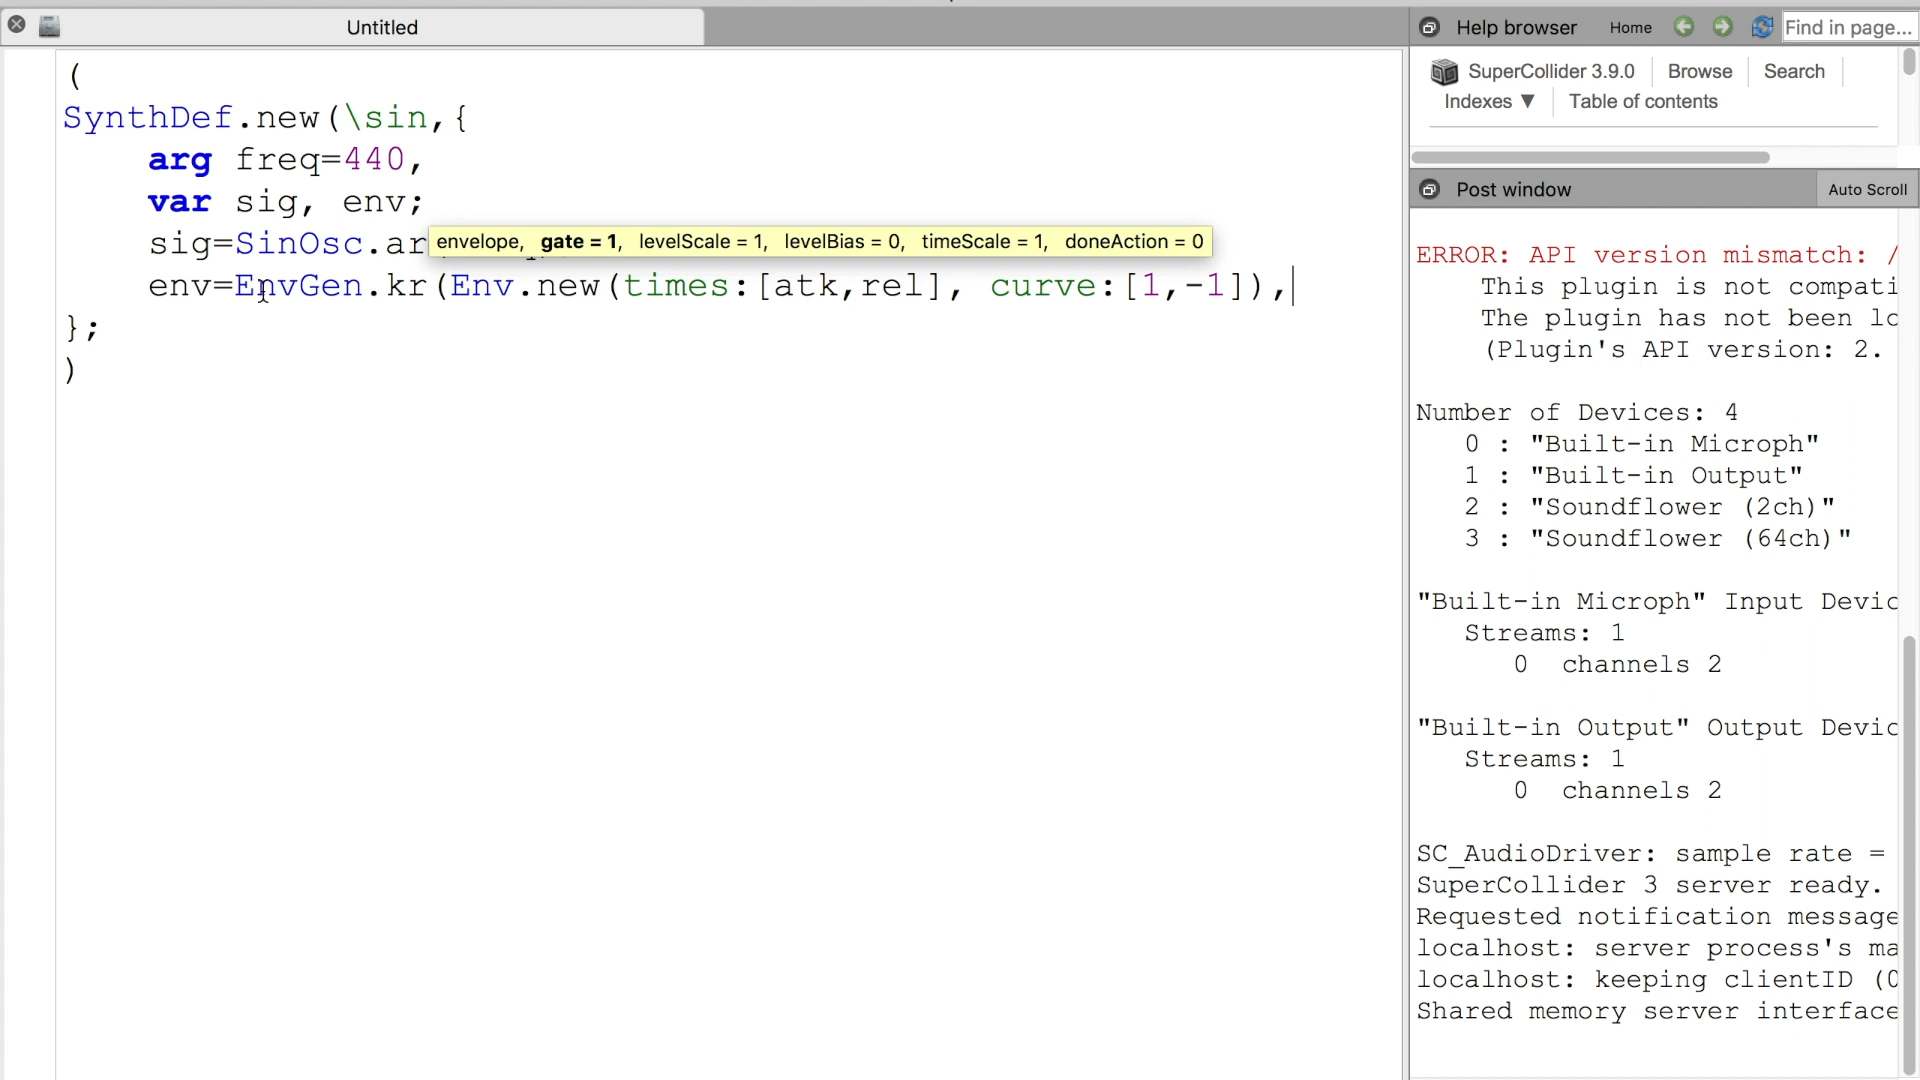 Untitled
(
SynthDef.new(\sin,{
arg freq=440,
var sig, env;
sig=SinOsc.ar
envelope, gate = 1, levelScale = 1, levelBias = 0, timeScale = 1, doneAction = 0
env=EnvGen.kr(Env.new(times:[atk,rel], curve:[1,-1]),
};
)
Help browser Home Find in page...
SuperCollider 3.9.0 Browse Search
Indexes ▼ Table of contents
Post window Auto Scroll
ERROR: API version mismatch: /
This plugin is not compati
The plugin has not been lo
(Plugin's API version: 2.
Number of Devices: 4
0 : "Built-in Microph"
1 : "Built-in Output"
2 : "Soundflower (2ch)"
3 : "Soundflower (64ch)"
"Built-in Microph" Input Devic
Streams: 1
0 channels 2
"Built-in Output" Output Devic
Streams: 1
0 channels 2
SC_AudioDriver: sample rate =
SuperCollider 3 server ready.
Requested notification message
localhost: server process's ma
localhost: keeping clientID (0
Shared memory server interface